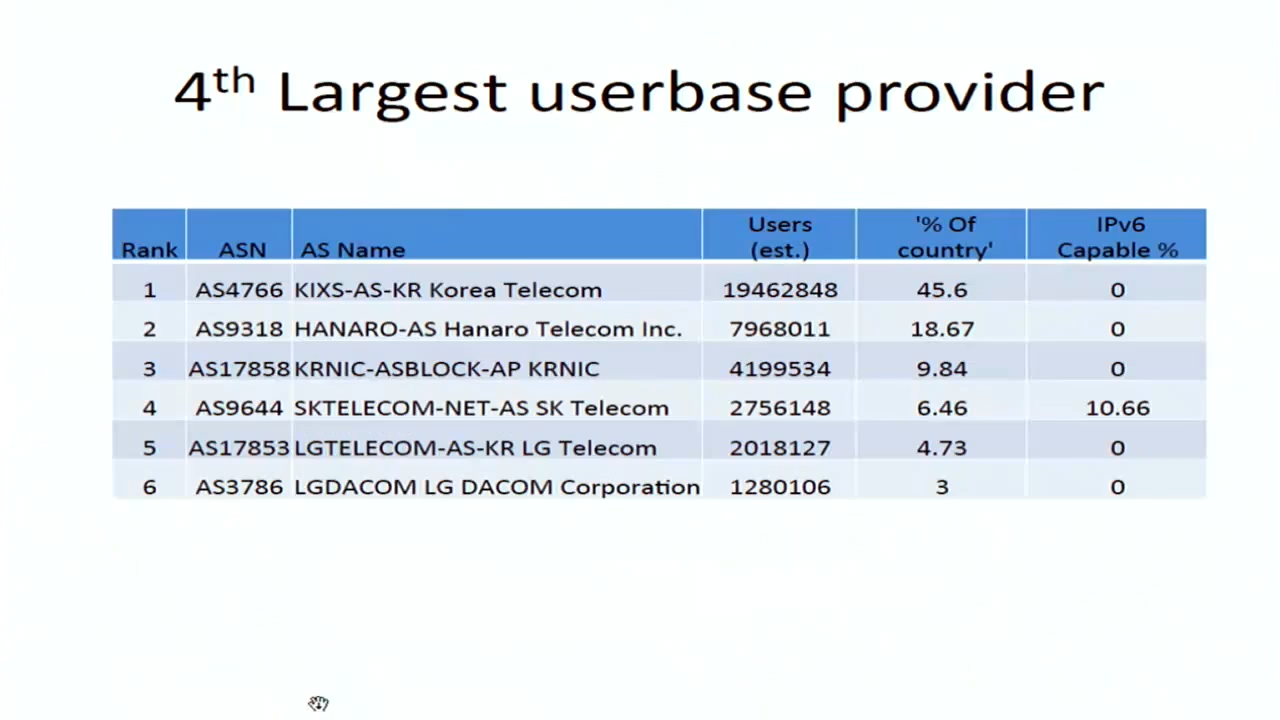 4th Largest userbase provider
Rank ASN AS Name Users (est.) '% Of country' IPv6 Capable %
1 AS4766 KIXS-AS-KR Korea Telecom 19462848 45.6 0
2 AS9318 HANARO-AS Hanaro Telecom Inc. 7968011 18.67 0
3 AS17858 KRNIC-ASBLOCK-AP KRNIC 4199534 9.84 0
4 AS9644 SKTELECOM-NET-AS SK Telecom 2756148 6.46 10.66
5 AS17853 LGTELECOM-AS-KR LG Telecom 2018127 4.73 0
6 AS3786 LGDACOM LG DACOM Corporation 1280106 3 0